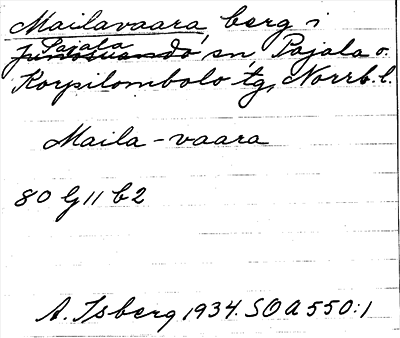 Mailavaara, berg i
Pajala
Junosuando sn, Pajala o.
Korpilombolo tg, Norrb. l.
Maila-vaara
80 G 11 b 2
A. Isberg 1934. SOA 550:1